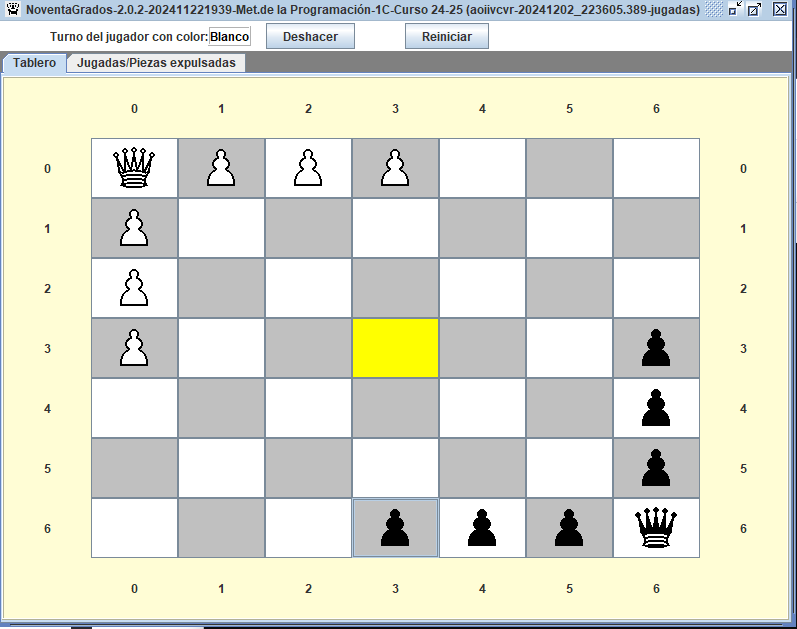 NoventaGrados-2.0.2-202411221939-Met.de la Programación-1C-Curso 24-25 (aoiivcvr-20241202_223605.389-jugadas)
Turno del jugador con color: Blanco Deshacer Reiniciar
Tablero Jugadas/Piezas expulsadas
0 1 2 3 4 5 6
0 0
1 1
2 2
3 3
4 4
5 5
6 6
0 1 2 3 4 5 6